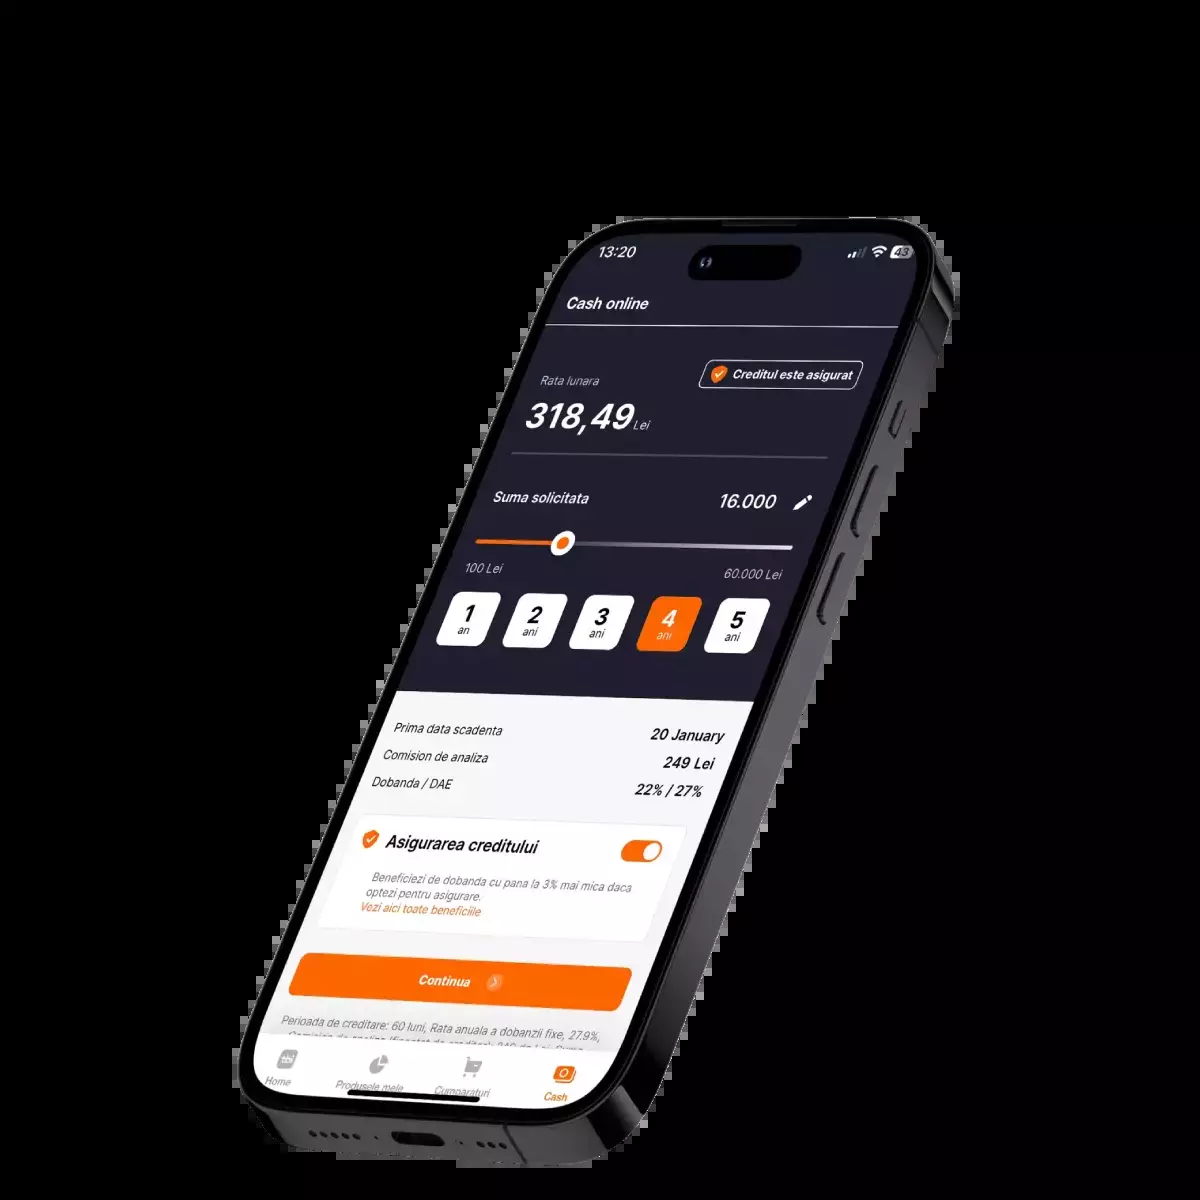 13:20
43
Cash online
Creditul este asigurat
Rata lunara
318,49 Lei
Suma solicitata 16.000
100 Lei 60.000 Lei
1 an 2 ani 3 ani 4 ani 5 ani
Prima data scadenta 20 January
Comision de analiza 249 Lei
Dobanda / DAE 22% / 27%
Asigurarea creditului
Beneficiezi de dobanda cu pana la 3% mai mica daca
optezi pentru asigurare.
Vezi aici toate beneficiile
Continua
Perioada de creditare: 60 luni, Rata anuala a dobanzii fixe, 27.9%,
Comision de analiza
tbi
Home Produsele mele Cumparaturi Cash